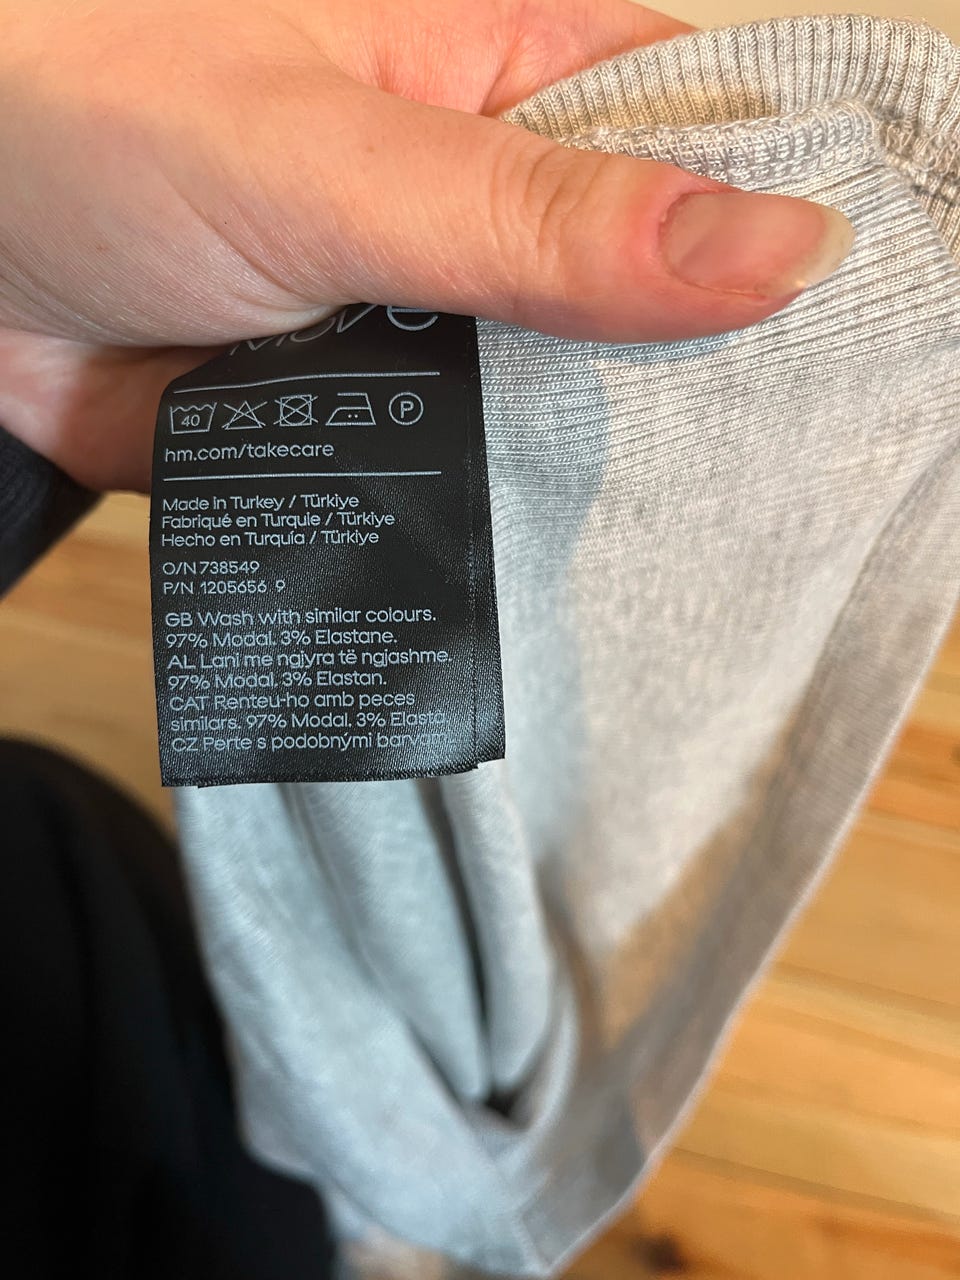 Move
40
P
hm.com/takecare
Made in Turkey / Türkiye
Fabriqué en Turquie / Türkiye
Hecho en Turquía / Türkiye
O/N 738549
P/N 1205656 9
GB Wash with similar colours.
97% Modal. 3% Elastane.
AL Lani me ngjyra të ngjashme.
97% Modal. 3% Elastan.
CAT Renteu-ho amb peces
similars. 97% Modal. 3% Elastà.
CZ Perte s podobnými barvami.